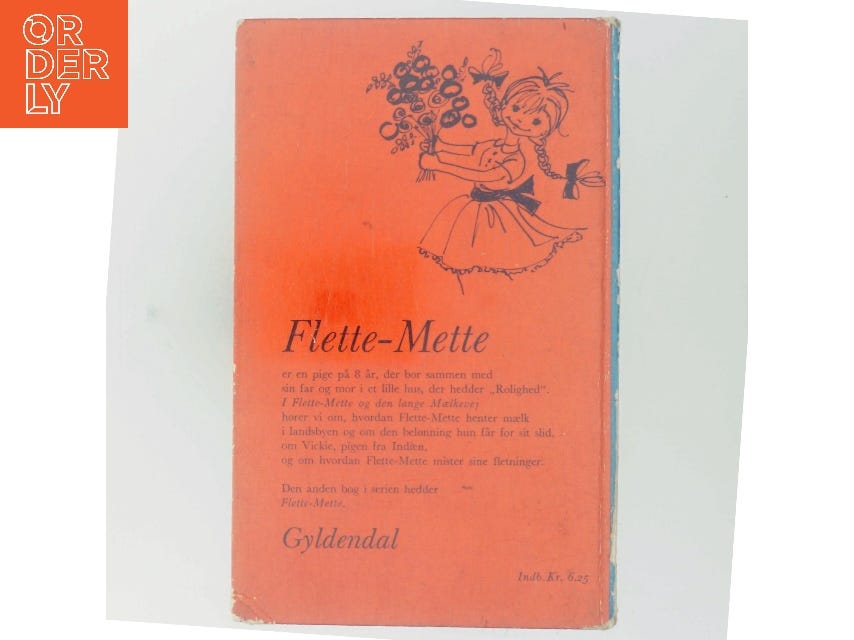 OR
DER
LY
Flette-Mette
er en pige på 8 år, der bor sammen med
sin far og mor i et lille hus, der hedder „Rolighed“.
I Flette-Mette og den lange Mælkevej
hører vi om, hvordan Flette-Mette henter mælk
i landsbyen og om den belønning hun får for sit slid,
om Vickie, pigen fra Indien,
og om hvordan Flette-Mette mister sine fletninger.
Den anden bog i serien hedder
Flette-Mette.
Gyldendal
Indb. Kr. 6.25